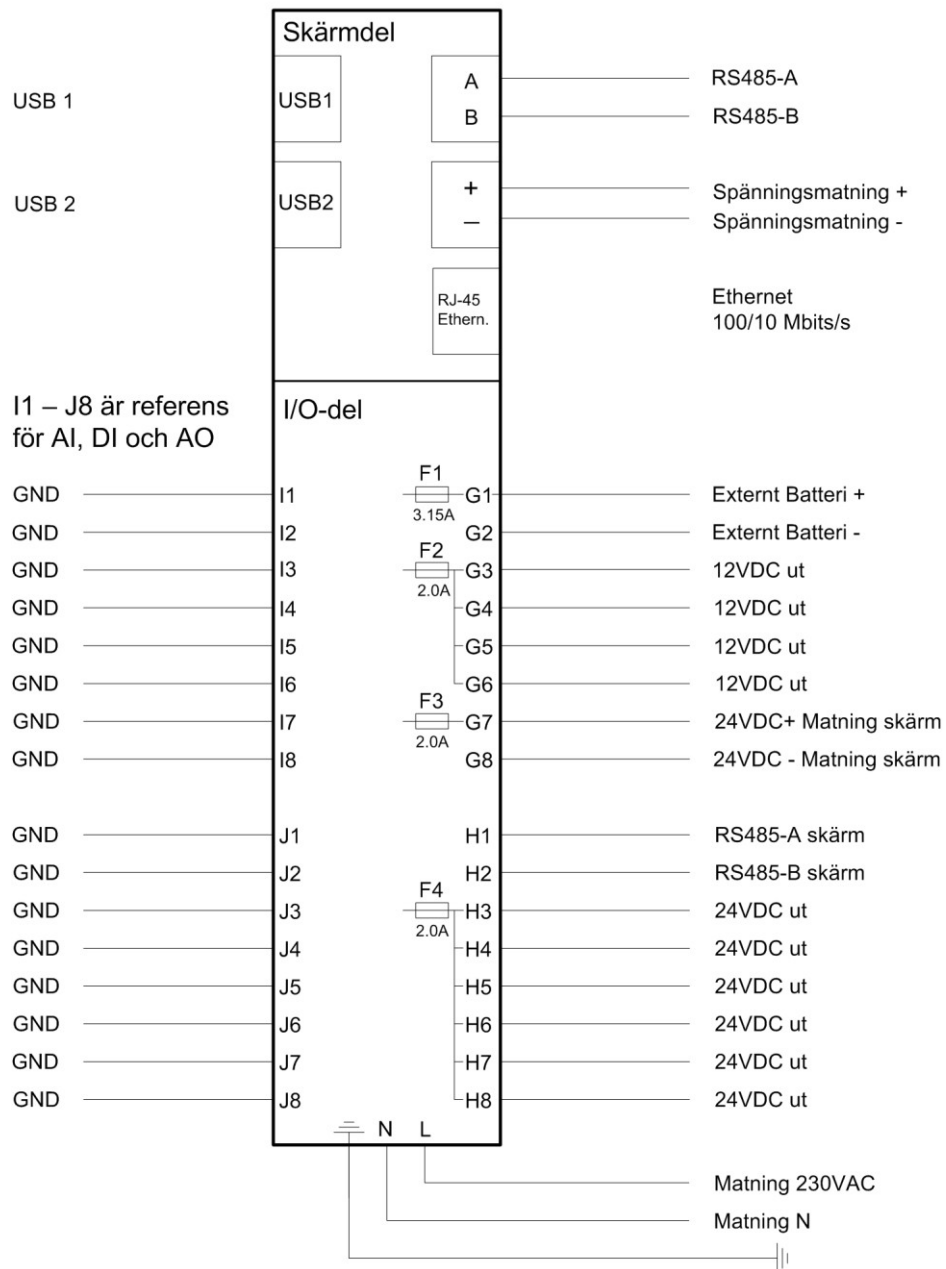 Skärmdel
USB 1
USB1
A
RS485-A
B
RS485-B
USB 2
USB2
+
Spänningsmatning +
–
Spänningsmatning -
RJ-45
Ethern.
Ethernet
100/10 Mbits/s
I1 – J8 är referens
för AI, DI och AO
I/O-del
GND I1 F1 3.15A G1 Externt Batteri +
GND I2 G2 Externt Batteri -
GND I3 F2 2.0A G3 12VDC ut
GND I4 G4 12VDC ut
GND I5 G5 12VDC ut
GND I6 G6 12VDC ut
GND I7 F3 2.0A G7 24VDC+ Matning skärm
GND I8 G8 24VDC - Matning skärm
GND J1 H1 RS485-A skärm
GND J2 H2 RS485-B skärm
GND J3 F4 2.0A H3 24VDC ut
GND J4 H4 24VDC ut
GND J5 H5 24VDC ut
GND J6 H6 24VDC ut
GND J7 H7 24VDC ut
GND J8 H8 24VDC ut
N L
Matning 230VAC
Matning N